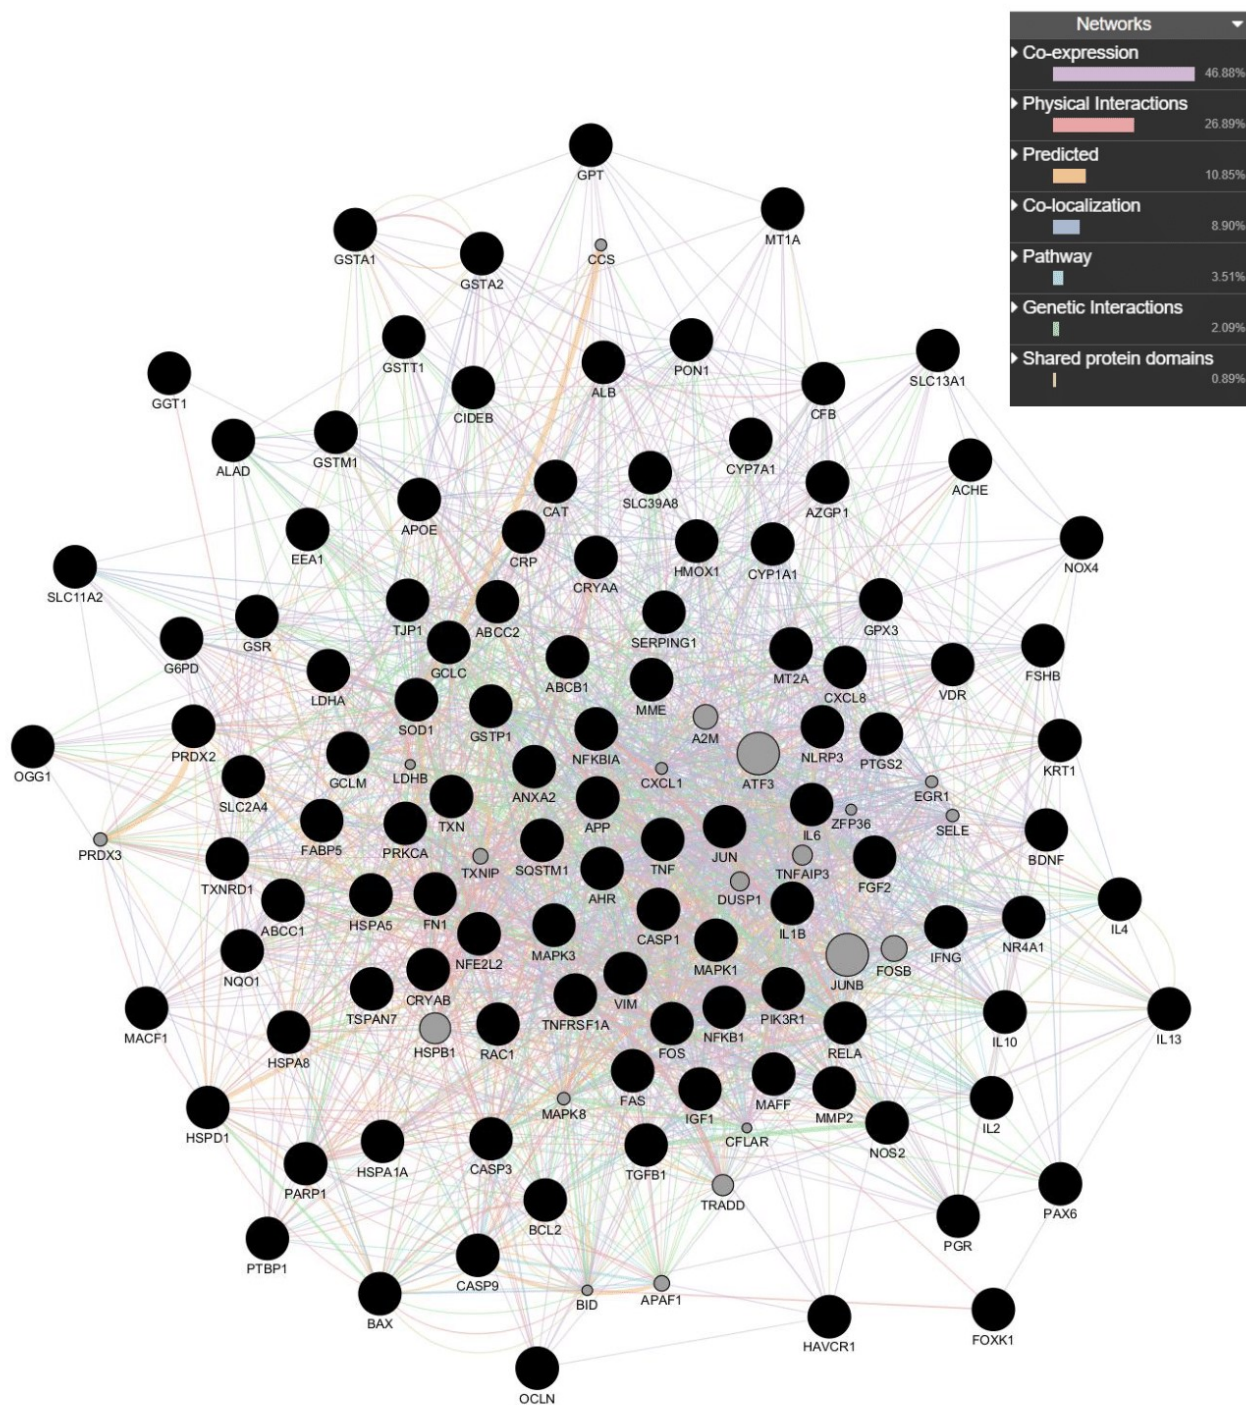 Networks
Co-expression
46.88%
Physical Interactions
26.89%
Predicted
10.85%
Co-localization
8.90%
Pathway
3.51%
Genetic Interactions
2.09%
Shared protein domains
0.89%
GPT
MT1A
CCS
GSTA1
GSTA2
GSTT1
PON1
SLC13A1
ALB
GGT1
CIDEB
CFB
ALAD
GSTM1
CYP7A1
ACHE
SLC39A8
CAT
AZGP1
APOE
EEA1
CRP
HMOX1
CYP1A1
NOX4
CRYAA
SLC11A2
TJP1
ABCC2
GPX3
GSR
SERPING1
G6PD
GCLC
FSHB
MT2A
CXCL8
VDR
LDHA
ABCB1
MME
SOD1
GSTP1
A2M
PRDX2
NFKBIA
NLRP3
PTGS2
OGG1
KRT1
GCLM
LDHB
CXCL1
ATF3
SLC2A4
ANXA2
EGR1
TXN
APP
IL6
ZFP36
SELE
FABP5
PRKCA
PRDX3
JUN
BDNF
TXNRD1
TXNIP
SQSTM1
TNF
TNFAIP3
FGF2
AHR
DUSP1
ABCC1
HSPA5
FN1
CASP1
IL1B
IL4
NFE2L2
MAPK3
MAPK1
IFNG
NR4A1
NQO1
JUNB
FOSB
CRYAB
TSPAN7
VIM
PIK3R1
TNFRSF1A
MACF1
IL13
HSPA8
HSPB1
RAC1
FOS
NFKB1
RELA
IL10
FAS
IGF1
MAFF
MMP2
MAPK8
IL2
HSPD1
CFLAR
NOS2
HSPA1A
CASP3
TGFB1
PARP1
TRADD
PAX6
BCL2
PGR
PTBP1
CASP9
BID
APAF1
BAX
HAVCR1
FOXK1
OCLN